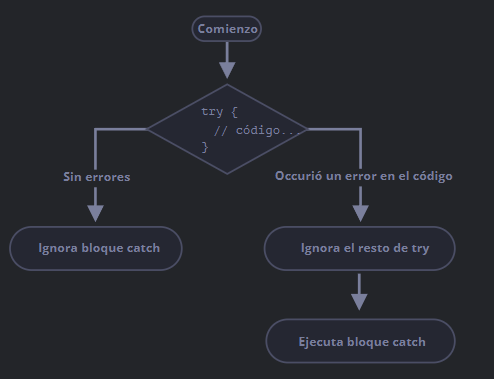 Comienzo
try {
// código...
}
Sin errores
Occurió un error en el código
Ignora bloque catch
Ignora el resto de try
Ejecuta bloque catch